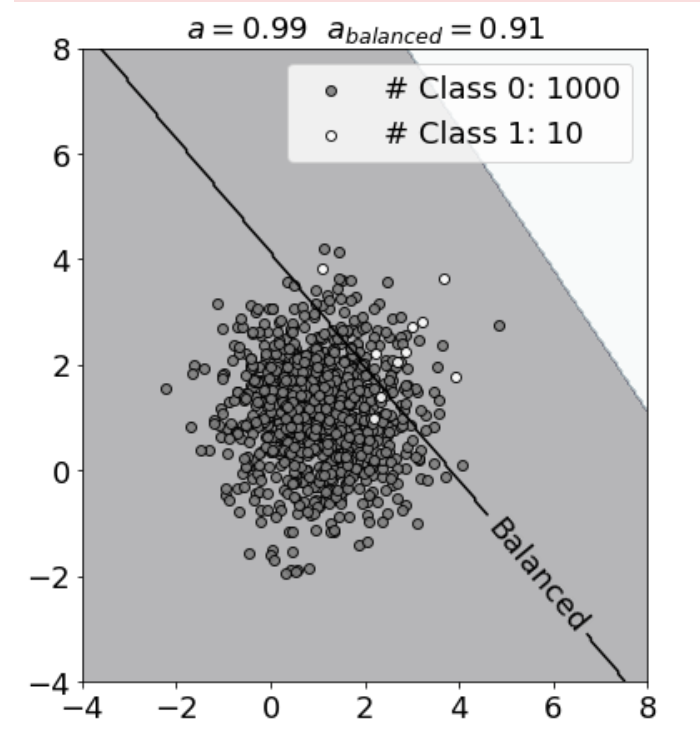 a = 0.99 a_balanced = 0.91
8
# Class 0: 1000
# Class 1: 10
6
4
2
0
Balanced
−2
−4
−4 −2 0 2 4 6 8